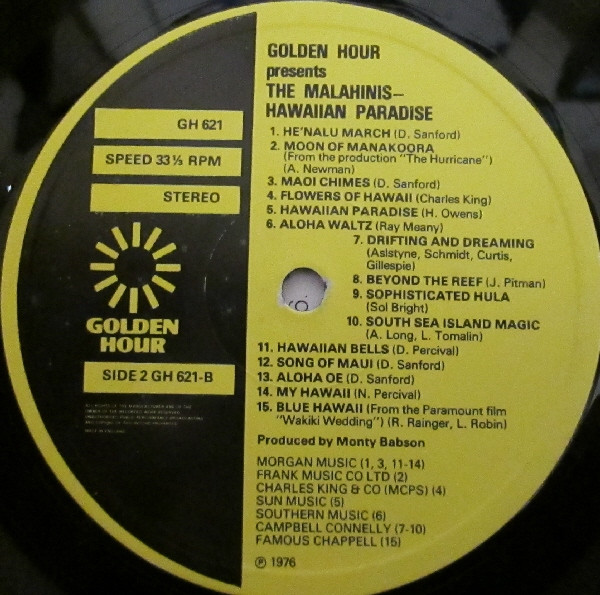 GOLDEN HOUR
presents
THE MALAHINIS–
HAWAIIAN PARADISE
1. HE'NALU MARCH (D. Sanford)
2. MOON OF MANAKOORA
(From the production "The Hurricane")
(A. Newman)
3. MAOI CHIMES (D. Sanford)
4. FLOWERS OF HAWAII (Charles King)
5. HAWAIIAN PARADISE (H. Owens)
6. ALOHA WALTZ (Ray Meany)
7. DRIFTING AND DREAMING
(Aslstyne, Schmidt, Curtis,
Gillespie)
8. BEYOND THE REEF (J. Pitman)
9. SOPHISTICATED HULA
(Sol Bright)
10. SOUTH SEA ISLAND MAGIC
(A. Long, L. Tomalin)
11. HAWAIIAN BELLS (D. Percival)
12. SONG OF MAUI (D. Sanford)
13. ALOHA OE (D. Sanford)
14. MY HAWAII (N. Percival)
15. BLUE HAWAII (From the Paramount film
"Wakiki Wedding") (R. Rainger, L. Robin)
Produced by Monty Babson
MORGAN MUSIC (1, 3, 11-14)
FRANK MUSIC CO LTD (2)
CHARLES KING & CO (MCPS) (4)
SUN MUSIC (5)
SOUTHERN MUSIC (6)
CAMPBELL CONNELLY (7-10)
FAMOUS CHAPPELL (15)
℗ 1976
GH 621
SPEED 33⅓ RPM
STEREO
GOLDEN
HOUR
SIDE 2 GH 621-B
MADE IN ENGLAND